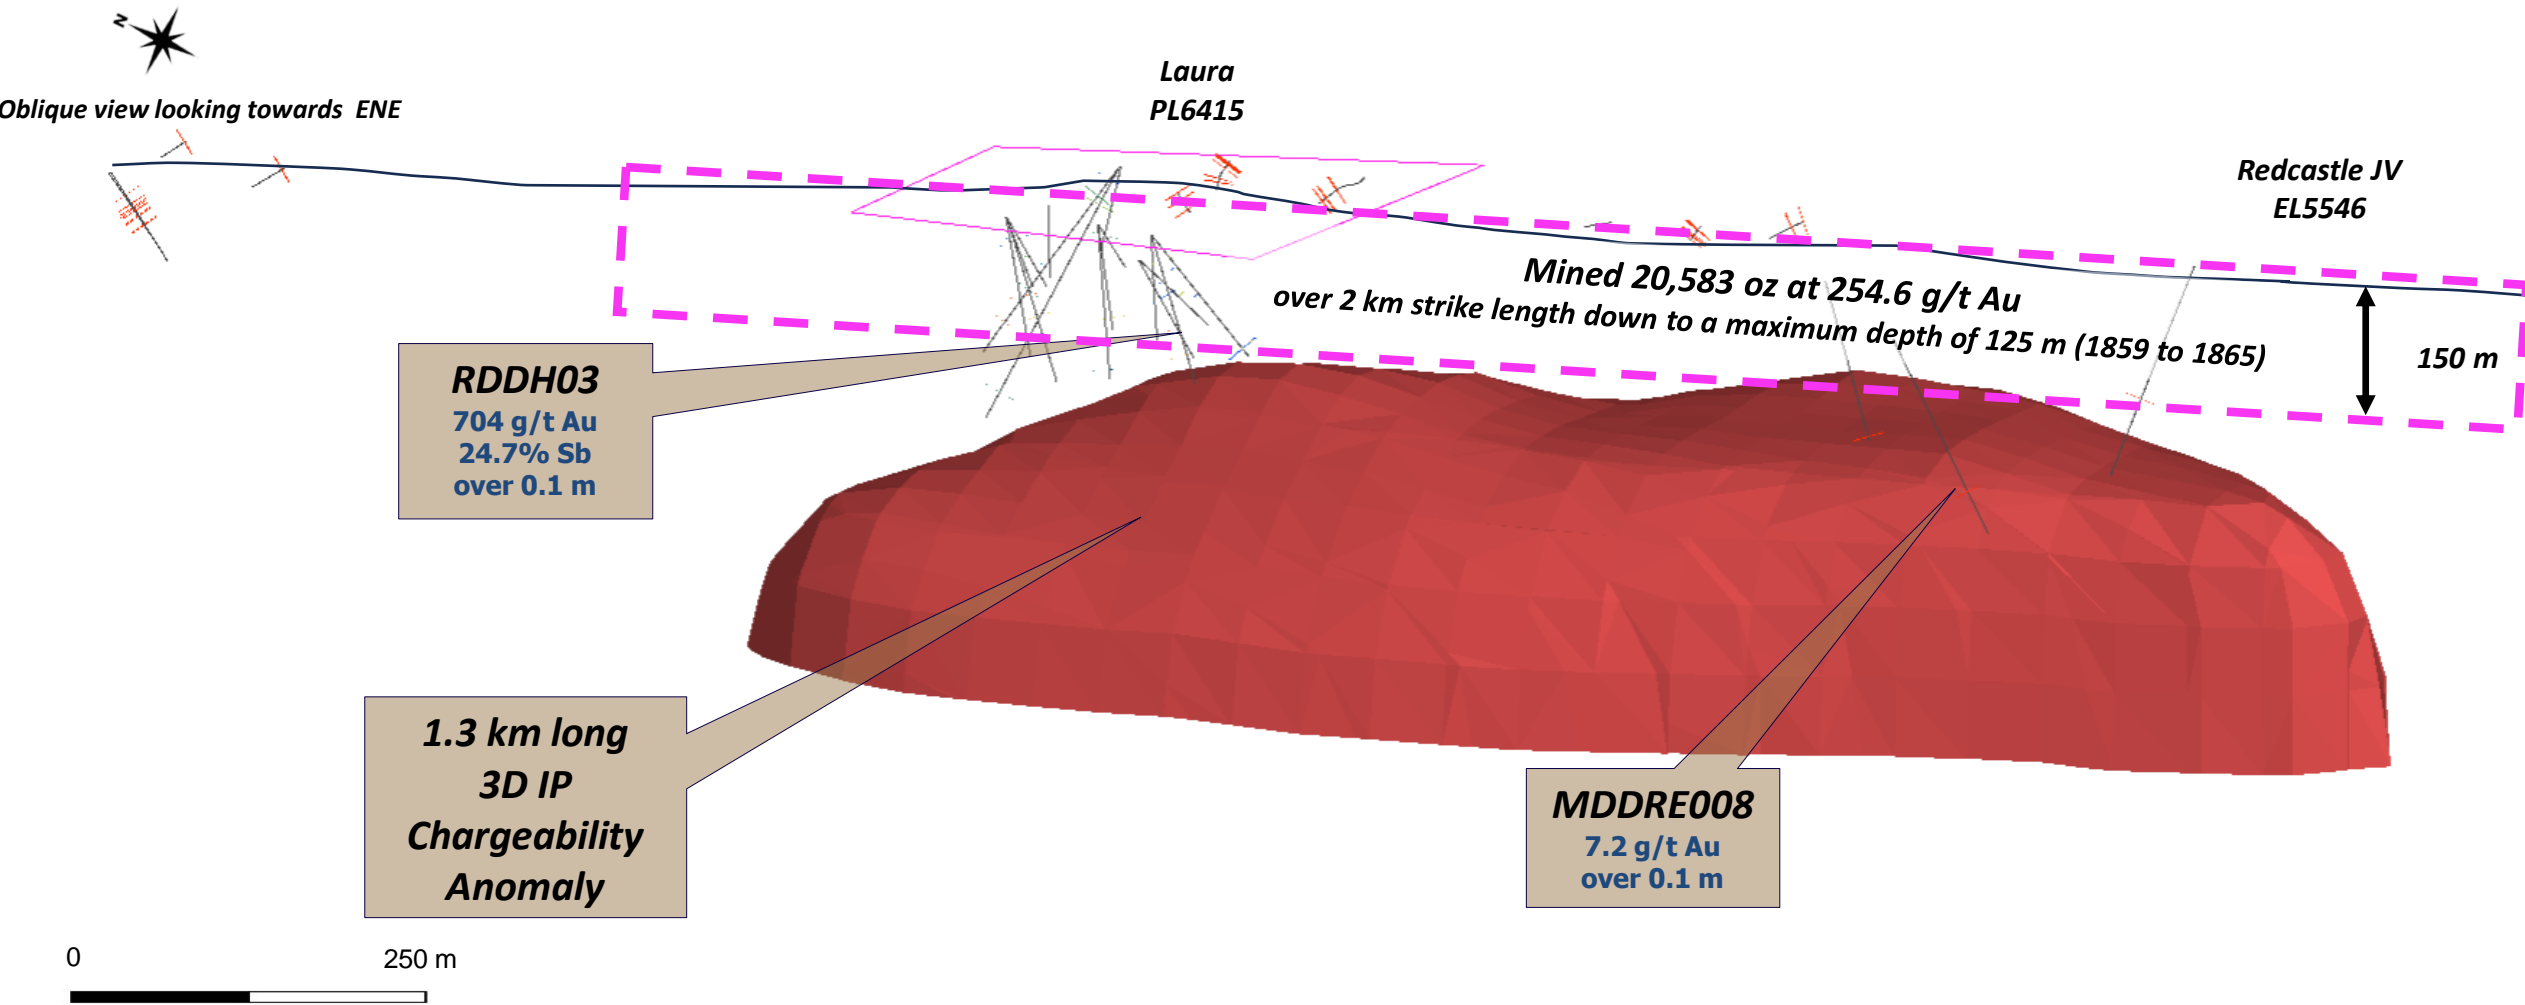 N
Oblique view looking towards ENE
Laura
PL6415
Redcastle JV
EL5546
Mined 20,583 oz at 254.6 g/t Au
over 2 km strike length down to a maximum depth of 125 m (1859 to 1865)
150 m
RDDH03
704 g/t Au
24.7% Sb
over 0.1 m
1.3 km long
3D IP
Chargeability
Anomaly
MDDRE008
7.2 g/t Au
over 0.1 m
0
250 m